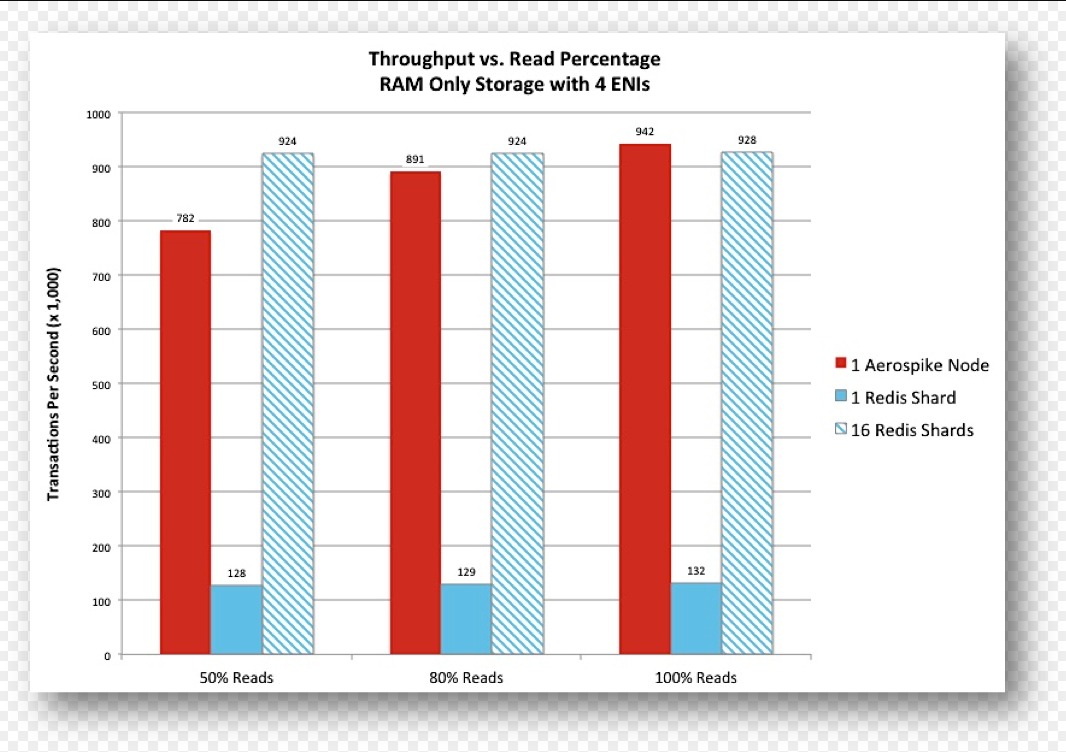 Throughput vs. Read Percentage
RAM Only Storage with 4 ENIs
Transactions Per Second (x 1,000)
1000
900
800
700
600
500
400
300
200
100
0
782
128
924
891
129
924
942
132
928
50% Reads
80% Reads
100% Reads
1 Aerospike Node
1 Redis Shard
16 Redis Shards